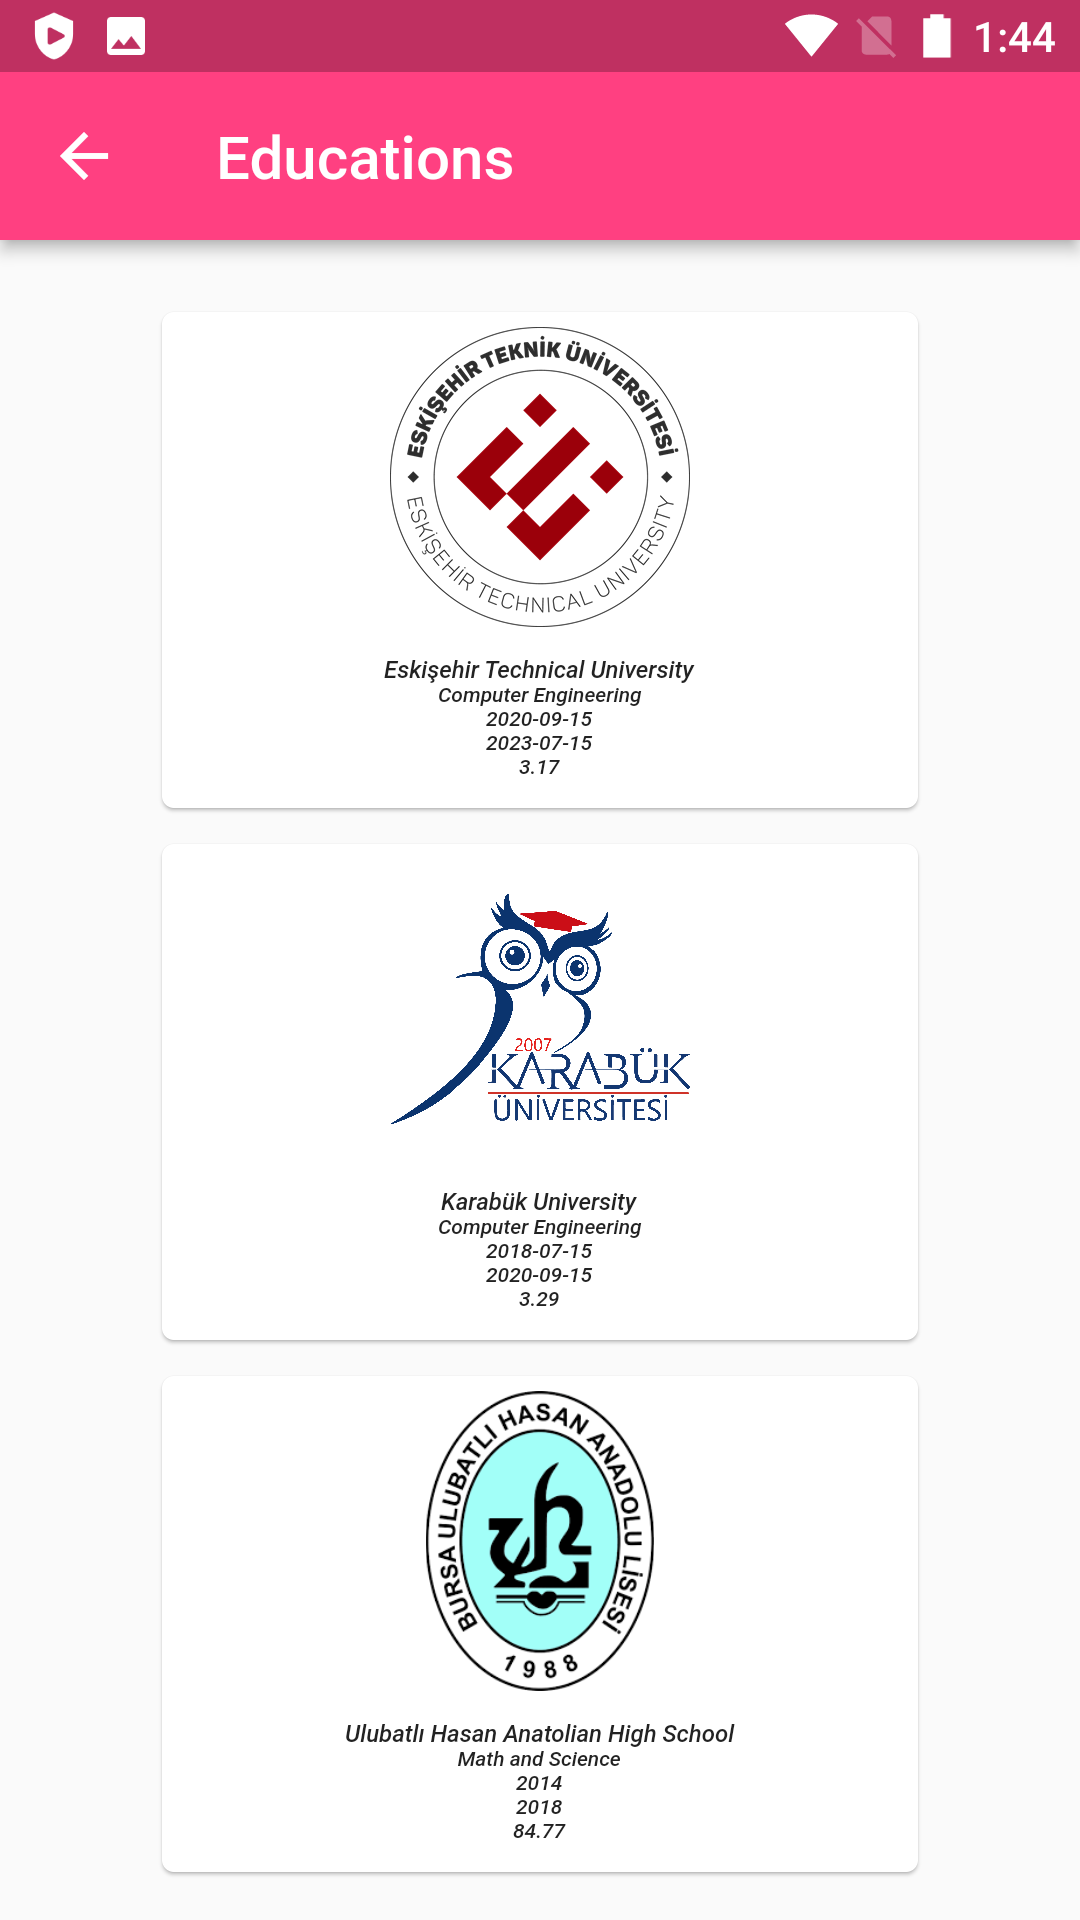 1:44
Educations
ESKİŞEHİR TEKNİK ÜNİVERSİTESİ
ESKİŞEHİR TECHNICAL UNIVERSITY
Eskişehir Technical University
Computer Engineering
2020-09-15
2023-07-15
3.17
2007
KARABÜK
ÜNİVERSİTESİ
Karabük University
Computer Engineering
2018-07-15
2020-09-15
3.29
BURSA ULUBATLI HASAN ANADOLU LİSESİ
1988
Ulubatlı Hasan Anatolian High School
Math and Science
2014
2018
84.77